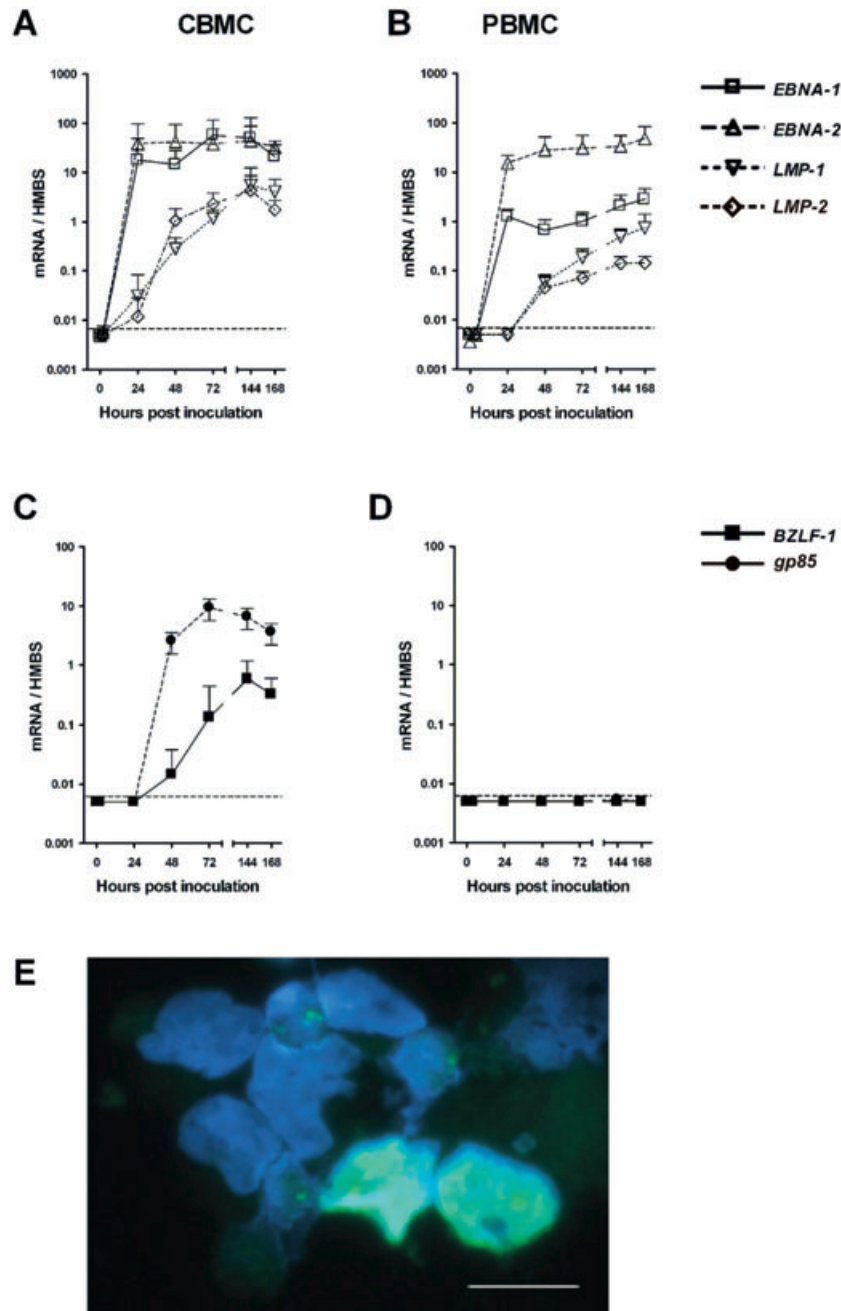 A
CBMC
B
PBMC
1000
100
10
1
0.1
0.01
0.001
mRNA / HMBS
0
24
48
72
144
168
Hours post inoculation
1000
100
10
1
0.1
0.01
0.001
mRNA / HMBS
0
24
48
72
144
168
Hours post inoculation
EBNA-1
EBNA-2
LMP-1
LMP-2
C
100
10
1
0.1
0.01
0.001
mRNA / HMBS
0
24
48
72
144
168
Hours post inoculation
D
100
10
1
0.1
0.01
0.001
mRNA / HMBS
0
24
48
72
144
168
Hours post inoculation
BZLF-1
gp85
E